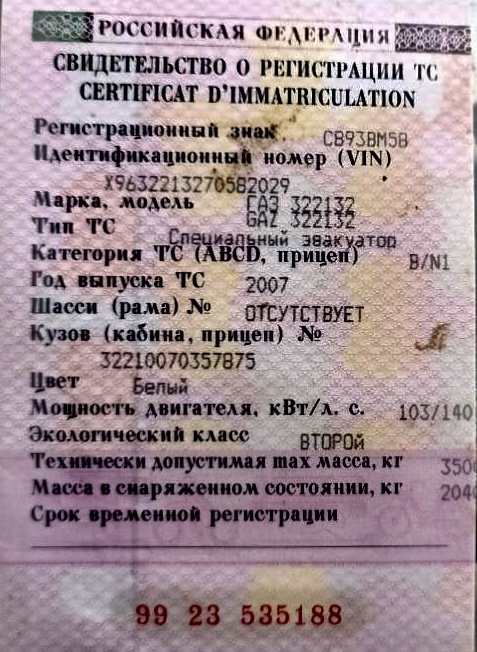 РОССИЙСКАЯ ФЕДЕРАЦИЯ
СВИДЕТЕЛЬСТВО О РЕГИСТРАЦИИ ТС
CERTIFICAT D'IMMATRICULATION
Регистрационный знак С893ВМ58
Идентификационный номер (VIN)
X9632213270582029
Марка, модель ГАЗ 322132
GAZ 322132
Тип ТС Специальный эвакуатор
Категория ТС (ABCD, прицеп) B/N1
Год выпуска ТС 2007
Шасси (рама) № ОТСУТСТВУЕТ
Кузов (кабина, прицеп) №
32210070357875
Цвет Белый
Мощность двигателя, кВт/л. с. 103/140
Экологический класс ВТОРОЙ
Технически допустимая max масса, кг 350
Масса в снаряженном состоянии, кг 204
Срок временной регистрации
99 23 535188